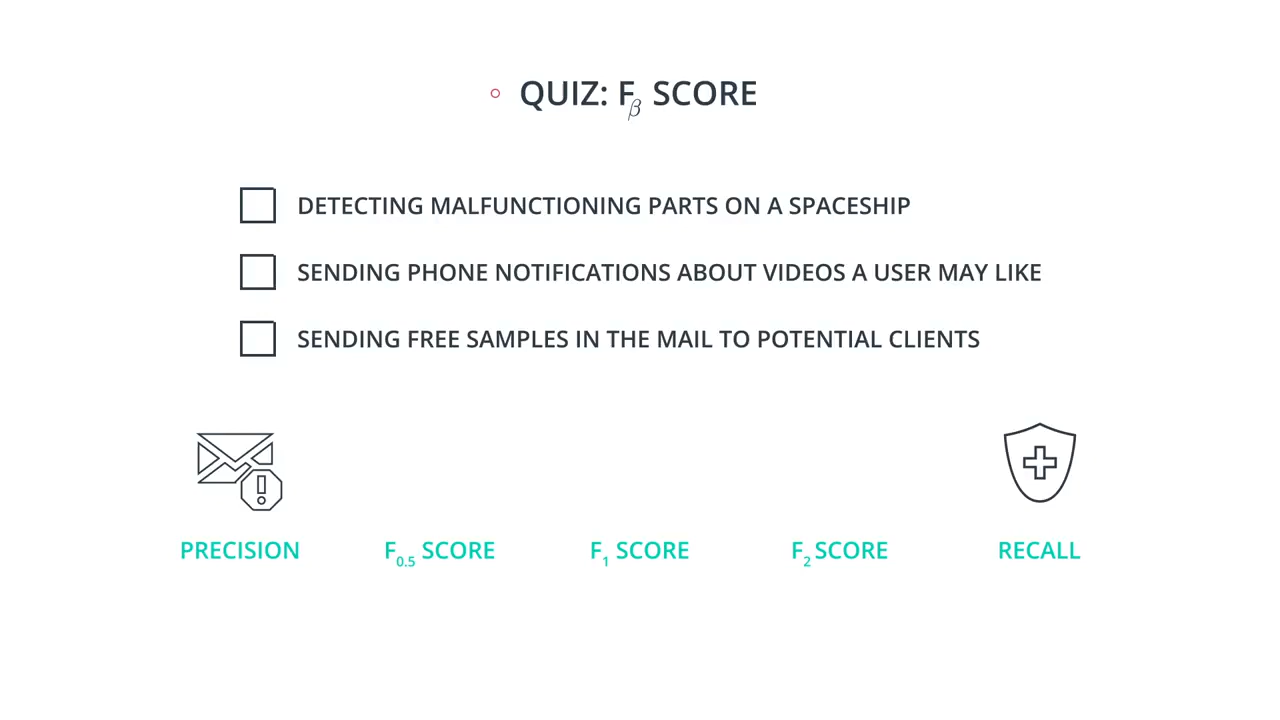 QUIZ: Fβ SCORE
DETECTING MALFUNCTIONING PARTS ON A SPACESHIP
SENDING PHONE NOTIFICATIONS ABOUT VIDEOS A USER MAY LIKE
SENDING FREE SAMPLES IN THE MAIL TO POTENTIAL CLIENTS
PRECISION F0.5 SCORE F1 SCORE F2 SCORE RECALL